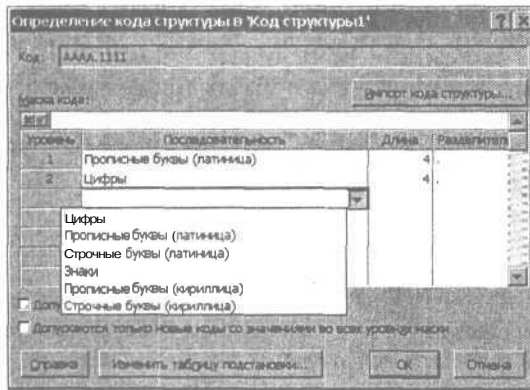 Определение кода структуры в 'Код структуры1'
Код: AAAA.1111
Импорт кода структуры...
Маска кода:
Уровень Последовательность Длина Разделител
1 Прописные буквы (латиница) 4 .
2 Цифры 4 .
Цифры
Прописные буквы (латиница)
Строчные буквы (латиница)
Знаки
Прописные буквы (кириллица)
Строчные буквы (кириллица)
Допускаются только новые коды со значениями во всех уровнях маски
Справка Изменить таблицу подстановки... ОК Отмена